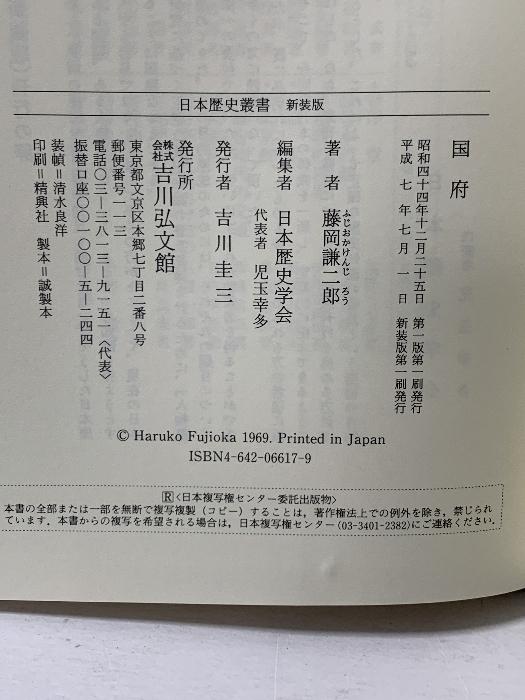 日本歴史叢書 新装版
国府
昭和四十四年十二月二十五日 第一版第一刷発行
平成 七 年 七 月 一 日 新装版第一刷発行
著者 藤岡謙二郎
ふじおかけんじろう
編集者 日本歴史学会
代表者 児玉幸多
発行者 吉川圭三
発行所
株式会社 吉川弘文館
東京都文京区本郷七丁目二番八号
郵便番号一一三
電話〇三―三八一三―九一五一〈代表〉
振替口座〇〇一〇〇―五―二四四
装幀＝清水良洋
印刷＝精興社 製本＝誠製本
© Haruko Fujioka 1969. Printed in Japan
ISBN4-642-06617-9
R〈日本複写権センター委託出版物〉
本書の全部または一部を無断で複写複製（コピー）することは，著作権法上での例外を除き，禁じられ
ています．本書からの複写を希望される場合は，日本複写権センター(03-3401-2382)にご連絡ください．